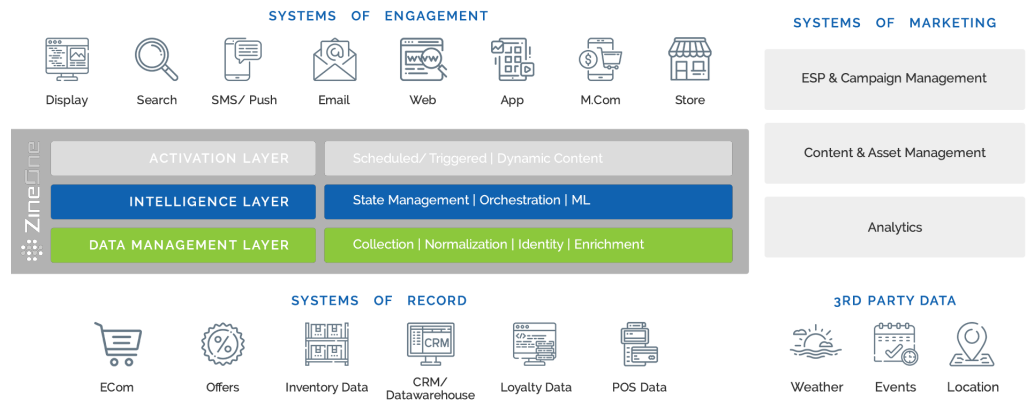 SYSTEMS OF ENGAGEMENT
Display
Search
SMS/ Push
Email
WWW
Web
App
$
M.Com
Store
SYSTEMS OF MARKETING
ESP & Campaign Management
Content & Asset Management
Analytics
ZineOne
ACTIVATION LAYER
Scheduled/ Triggered | Dynamic Content
INTELLIGENCE LAYER
State Management | Orchestration | ML
DATA MANAGEMENT LAYER
Collection | Normalization | Identity | Enrichment
SYSTEMS OF RECORD
ECom
%
Offers
Inventory Data
CRM
CRM/
Datawarehouse
Loyalty Data
POS Data
3RD PARTY DATA
Weather
Events
Location